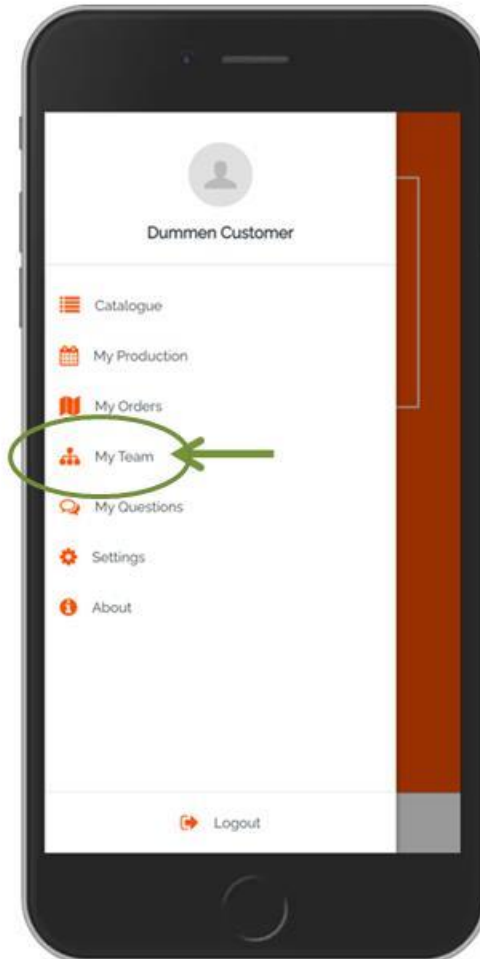 Dummen Customer
Catalogue
My Production
My Orders
My Team
My Questions
Settings
About
Logout